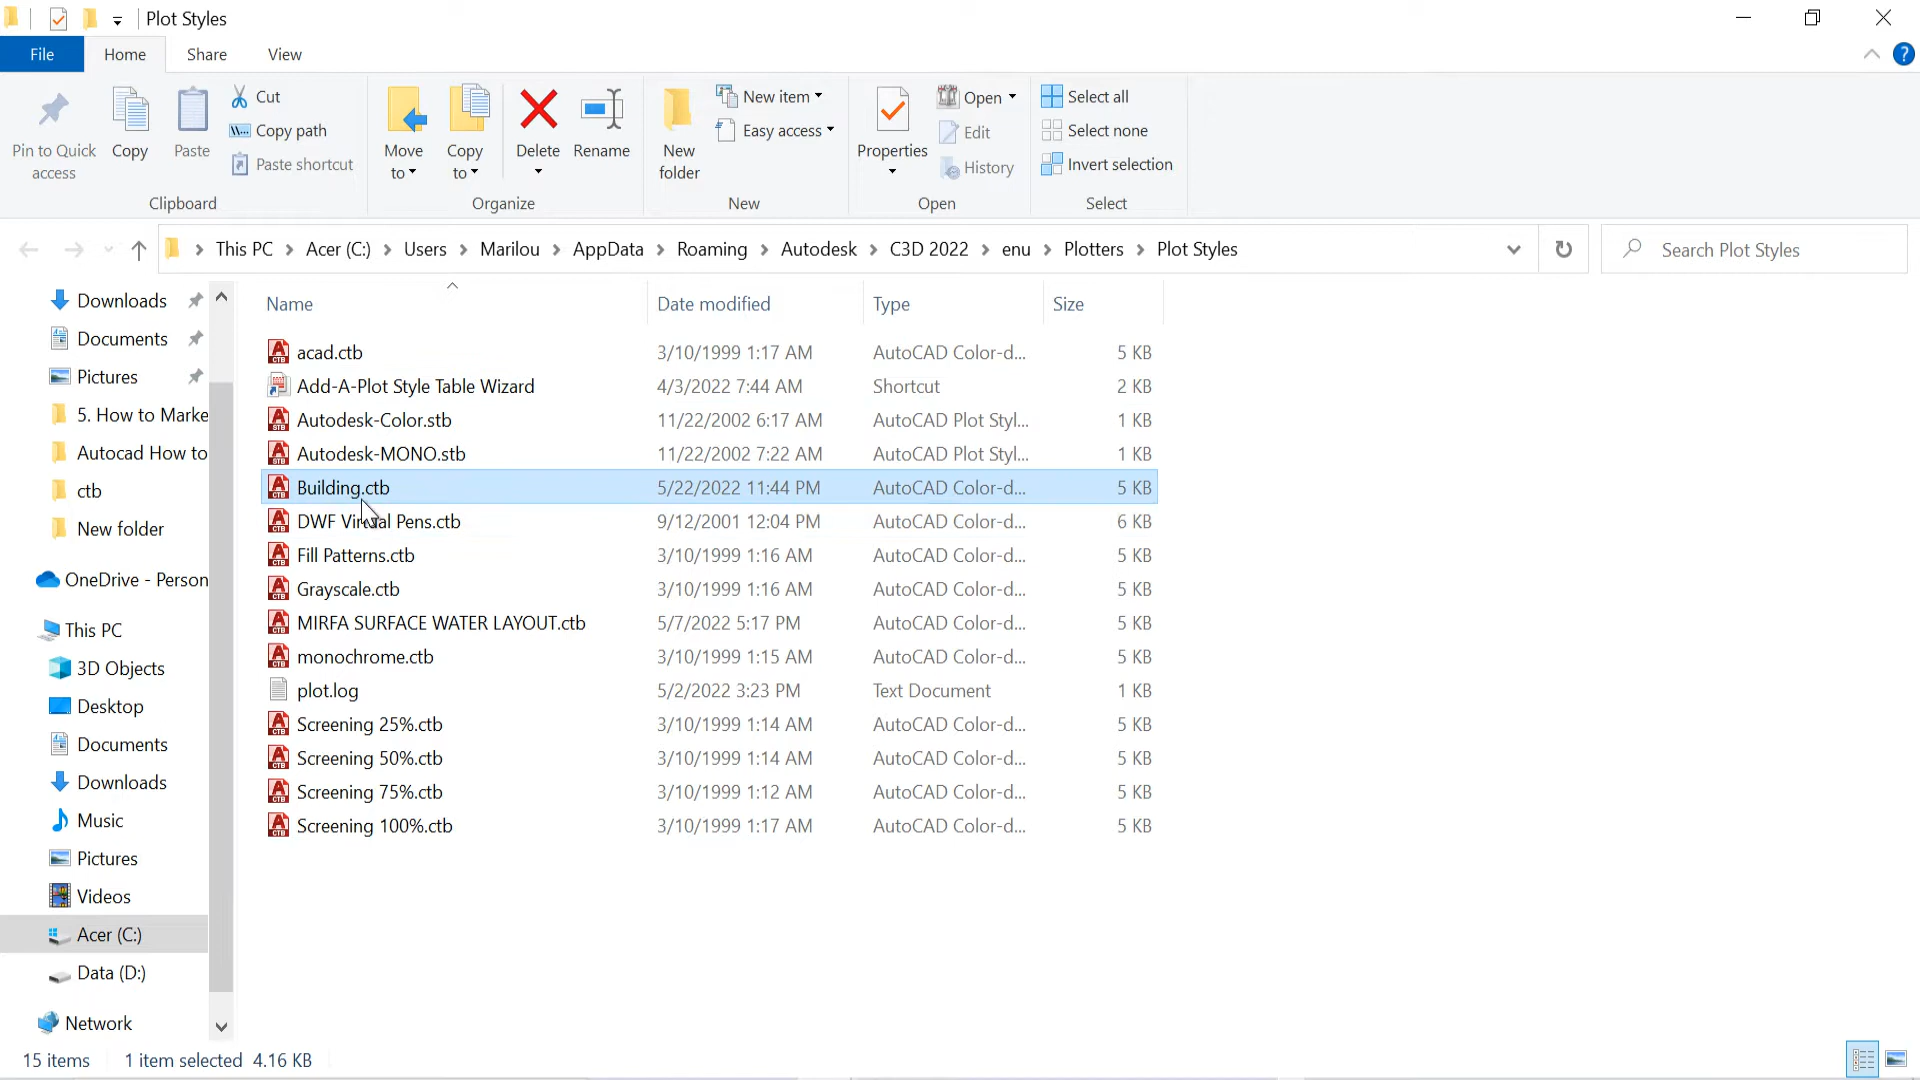 Plot Styles
File Home Share View
Pin to Quick access
Copy
Paste
Cut
Copy path
Paste shortcut
Clipboard
Move to
Copy to
Delete
Rename
Organize
New folder
New item
Easy access
New
Properties
Open
Edit
History
Open
Select all
Select none
Invert selection
Select
This PC > Acer (C:) > Users > Marilou > AppData > Roaming > Autodesk > C3D 2022 > enu > Plotters > Plot Styles
Search Plot Styles
Downloads
Documents
Pictures
5. How to Marke
Autocad How to
ctb
New folder
OneDrive - Person
This PC
3D Objects
Desktop
Documents
Downloads
Music
Pictures
Videos
Acer (C:)
Data (D:)
Network
Name Date modified Type Size
acad.ctb 3/10/1999 1:17 AM AutoCAD Color-d... 5 KB
Add-A-Plot Style Table Wizard 4/3/2022 7:44 AM Shortcut 2 KB
Autodesk-Color.stb 11/22/2002 6:17 AM AutoCAD Plot Styl... 1 KB
Autodesk-MONO.stb 11/22/2002 7:22 AM AutoCAD Plot Styl... 1 KB
Building.ctb 5/22/2022 11:44 PM AutoCAD Color-d... 5 KB
DWF Virtual Pens.ctb 9/12/2001 12:04 PM AutoCAD Color-d... 6 KB
Fill Patterns.ctb 3/10/1999 1:16 AM AutoCAD Color-d... 5 KB
Grayscale.ctb 3/10/1999 1:16 AM AutoCAD Color-d... 5 KB
MIRFA SURFACE WATER LAYOUT.ctb 5/7/2022 5:17 PM AutoCAD Color-d... 5 KB
monochrome.ctb 3/10/1999 1:15 AM AutoCAD Color-d... 5 KB
plot.log 5/2/2022 3:23 PM Text Document 1 KB
Screening 25%.ctb 3/10/1999 1:14 AM AutoCAD Color-d... 5 KB
Screening 50%.ctb 3/10/1999 1:14 AM AutoCAD Color-d... 5 KB
Screening 75%.ctb 3/10/1999 1:12 AM AutoCAD Color-d... 5 KB
Screening 100%.ctb 3/10/1999 1:17 AM AutoCAD Color-d... 5 KB
15 items 1 item selected 4.16 KB